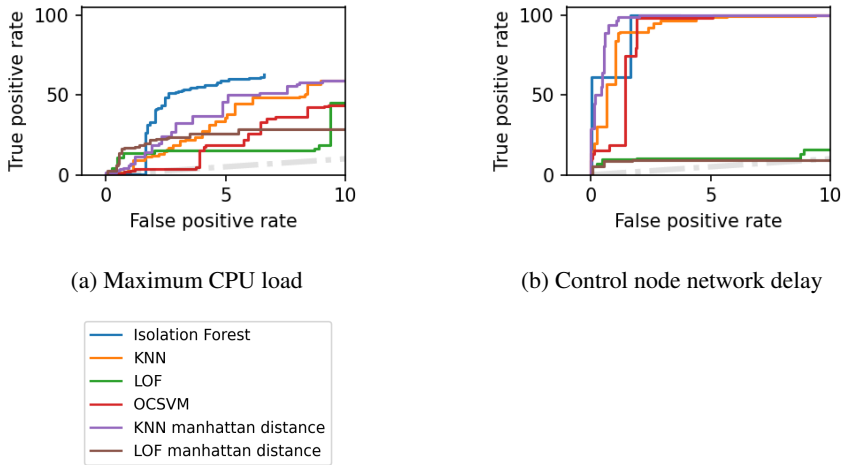 100
50
0
True positive rate
0
5
10
False positive rate
(a) Maximum CPU load
100
50
0
True positive rate
0
5
10
False positive rate
(b) Control node network delay
Isolation Forest
KNN
LOF
OCSVM
KNN manhattan distance
LOF manhattan distance